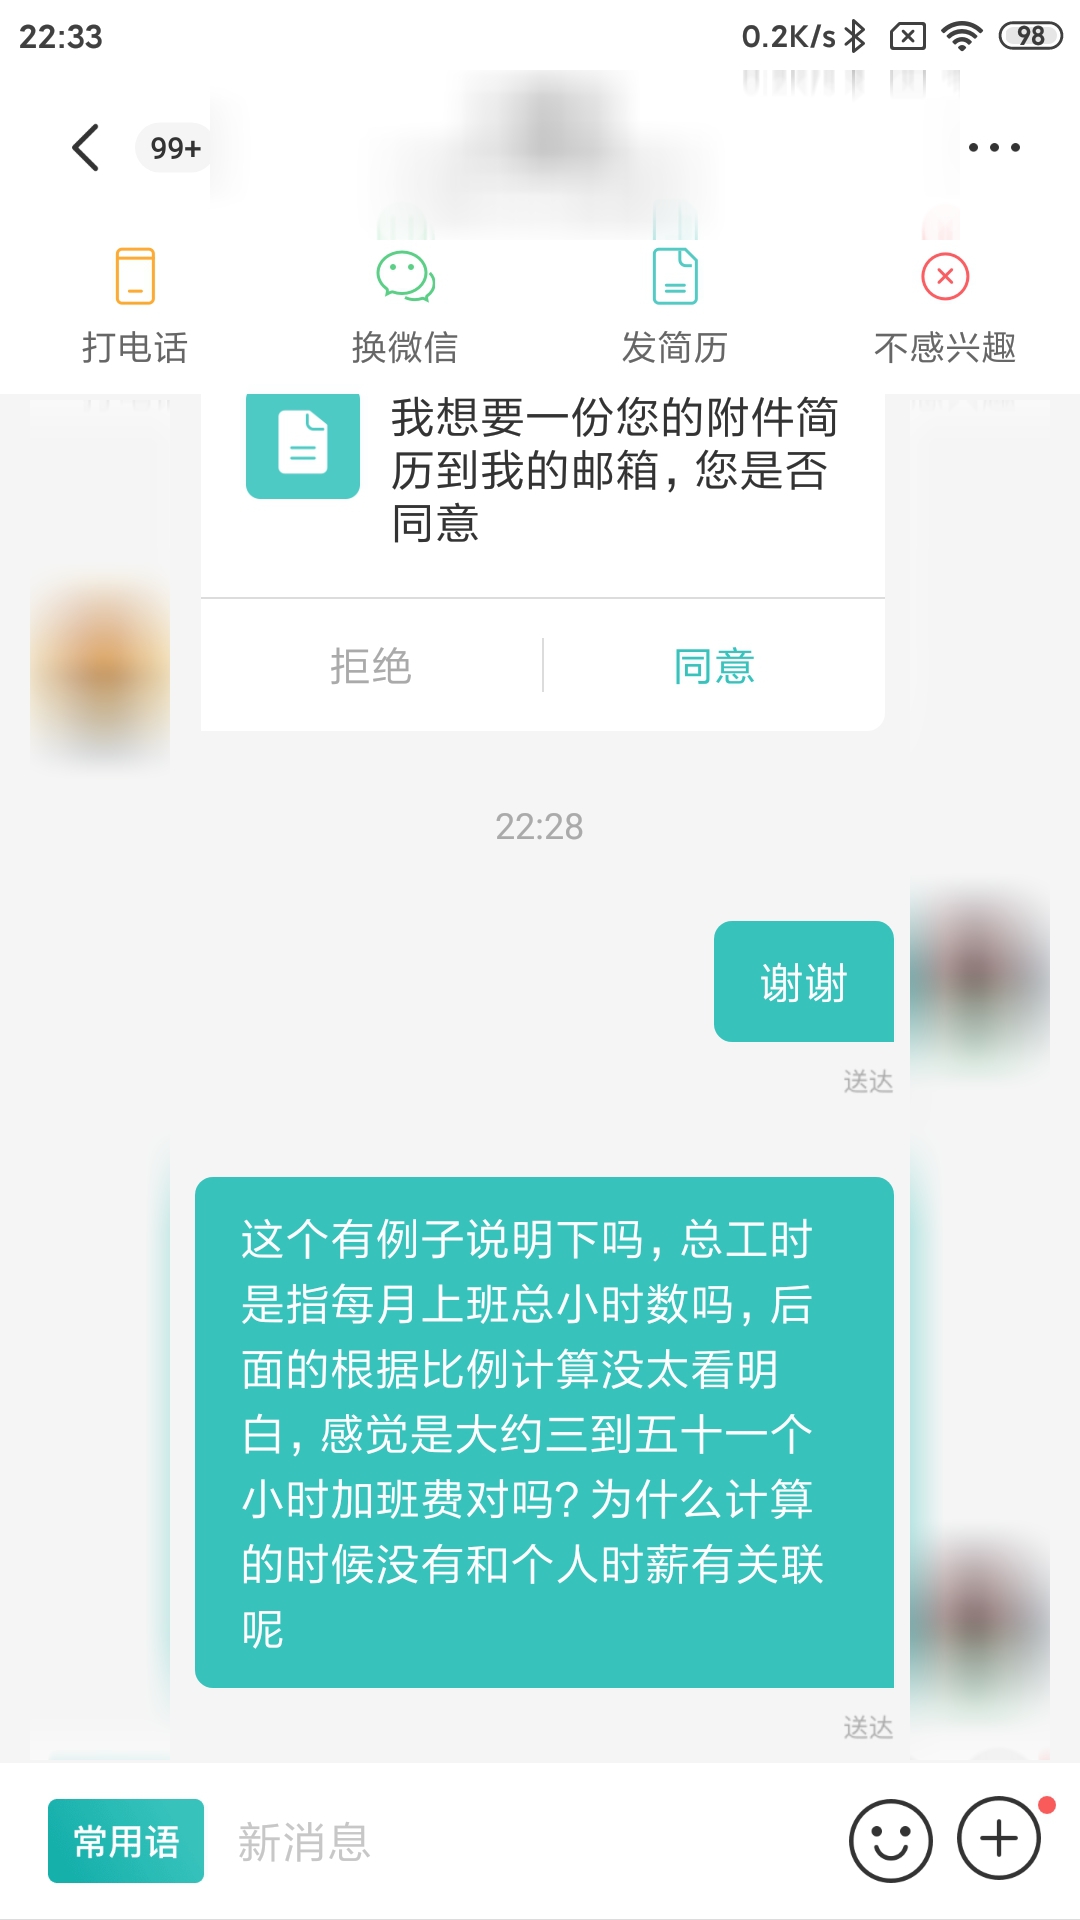 22:33
0.2K/s 98
99+
打电话 换微信 发简历 不感兴趣
我想要一份您的附件简
历到我的邮箱，您是否
同意
拒绝 同意
22:28
谢谢
送达
这个有例子说明下吗，总工时
是指每月上班总小时数吗，后
面的根据比例计算没太看明
白，感觉是大约三到五十一个
小时加班费对吗？为什么计算
的时候没有和个人时薪有关联
呢
送达
常用语 新消息